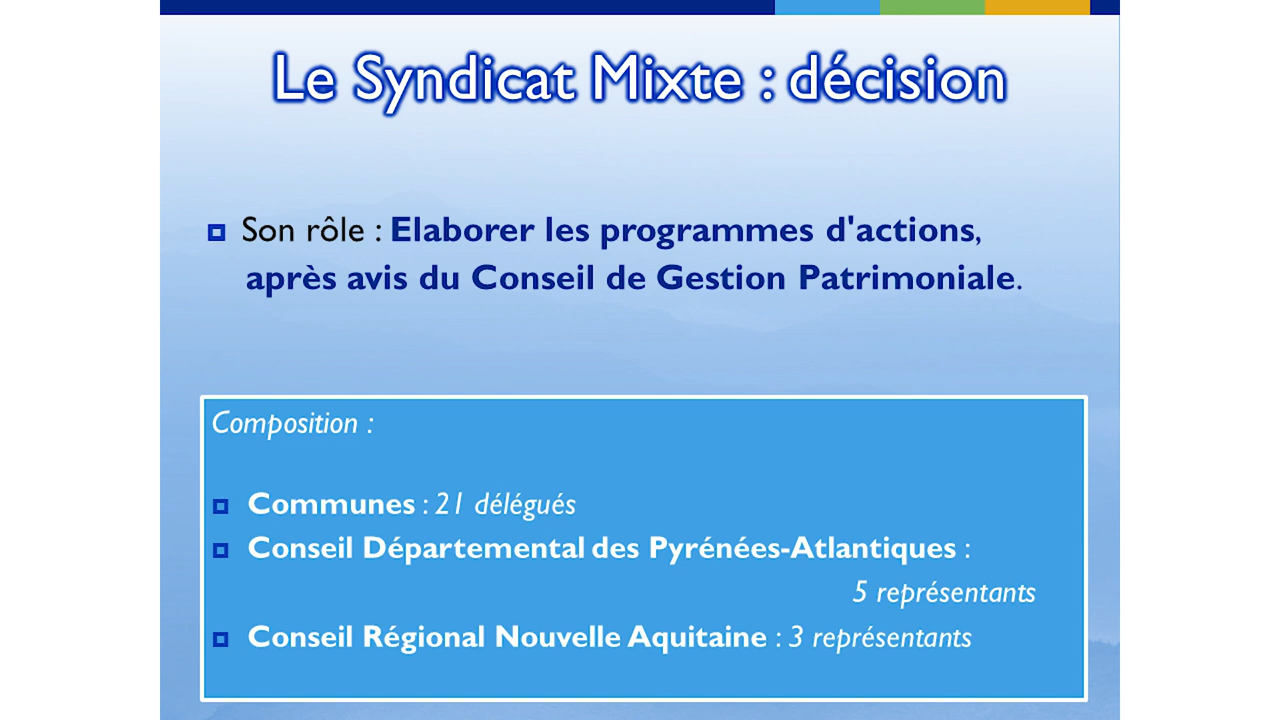 Le Syndicat Mixte : décision
Son rôle : Elaborer les programmes d'actions,
après avis du Conseil de Gestion Patrimoniale.
Composition :
Communes : 21 délégués
Conseil Départemental des Pyrénées-Atlantiques :
5 représentants
Conseil Régional Nouvelle Aquitaine : 3 représentants